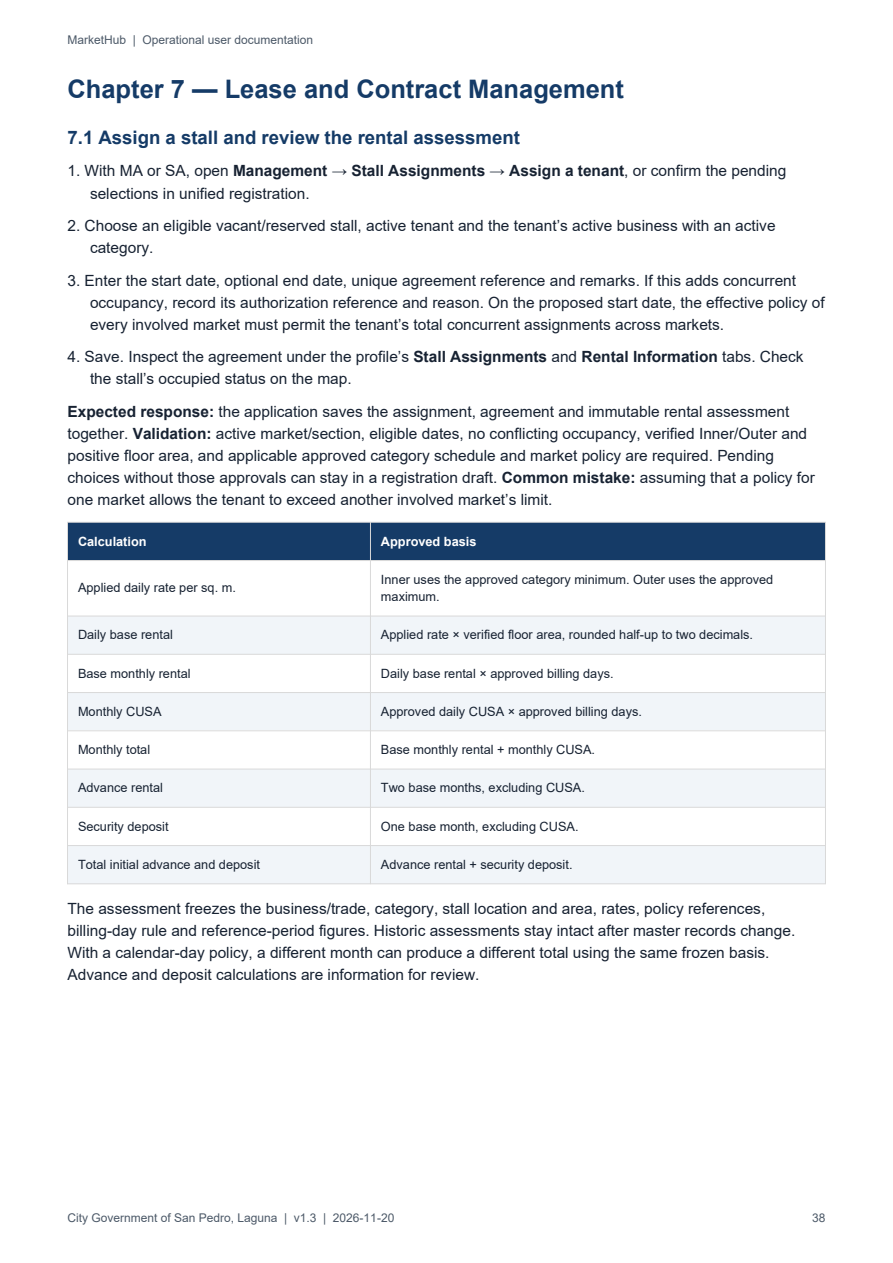 MarketHub | Operational user documentation
Chapter 7 — Lease and Contract Management
7.1 Assign a stall and review the rental assessment
1. With MA or SA, open Management → Stall Assignments → Assign a tenant, or confirm the pending
selections in unified registration.
2. Choose an eligible vacant/reserved stall, active tenant and the tenant’s active business with an active
category.
3. Enter the start date, optional end date, unique agreement reference and remarks. If this adds concurrent
occupancy, record its authorization reference and reason. On the proposed start date, the effective policy of
every involved market must permit the tenant’s total concurrent assignments across markets.
4. Save. Inspect the agreement under the profile’s Stall Assignments and Rental Information tabs. Check
the stall’s occupied status on the map.
Expected response: the application saves the assignment, agreement and immutable rental assessment
together. Validation: active market/section, eligible dates, no conflicting occupancy, verified Inner/Outer and
positive floor area, and applicable approved category schedule and market policy are required. Pending
choices without those approvals can stay in a registration draft. Common mistake: assuming that a policy for
one market allows the tenant to exceed another involved market’s limit.
Calculation Approved basis
Applied daily rate per sq. m. Inner uses the approved category minimum. Outer uses the approved
maximum.
Daily base rental Applied rate × verified floor area, rounded half-up to two decimals.
Base monthly rental Daily base rental × approved billing days.
Monthly CUSA Approved daily CUSA × approved billing days.
Monthly total Base monthly rental + monthly CUSA.
Advance rental Two base months, excluding CUSA.
Security deposit One base month, excluding CUSA.
Total initial advance and deposit Advance rental + security deposit.
The assessment freezes the business/trade, category, stall location and area, rates, policy references,
billing-day rule and reference-period figures. Historic assessments stay intact after master records change.
With a calendar-day policy, a different month can produce a different total using the same frozen basis.
Advance and deposit calculations are information for review.
City Government of San Pedro, Laguna | v1.3 | 2026-11-20 38